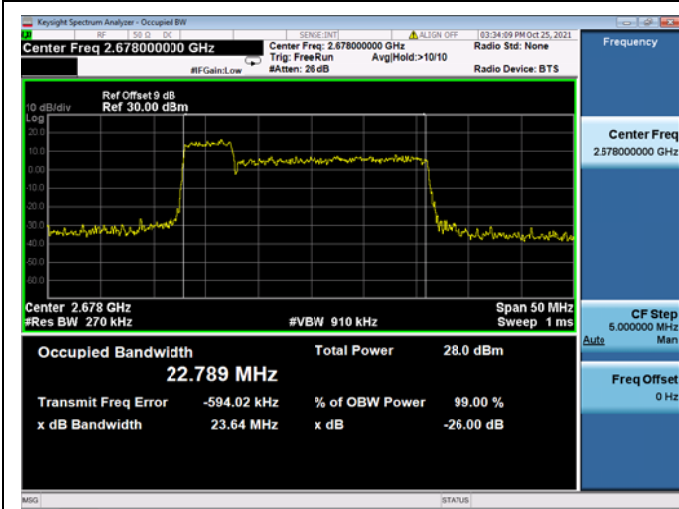 Keysight Spectrum Analyzer - Occupied BW
RF 50 Ω DC SENSE:INT ALIGN OFF 03:34:09 PM Oct 25, 2021
Center Freq 2.678000000 GHz
Center Freq: 2.678000000 GHz
Radio Std: None
Trig: FreeRun Avg|Hold:>10/10
#IFGain:Low #Atten: 26 dB Radio Device: BTS
Ref Offset 9 dB
10 dB/div Ref 30.00 dBm
Log
20.0
10.0
0.00
-10.0
-20.0
-30.0
-40.0
-50.0
-60.0
Center 2.678 GHz Span 50 MHz
#Res BW 270 kHz #VBW 910 kHz Sweep 1 ms
Occupied Bandwidth Total Power 28.0 dBm
22.789 MHz
Transmit Freq Error -594.02 kHz % of OBW Power 99.00 %
x dB Bandwidth 23.64 MHz x dB -26.00 dB
MSG STATUS
Frequency
Center Freq
2.678000000 GHz
CF Step
5.000000 MHz
Auto Man
Freq Offset
0 Hz